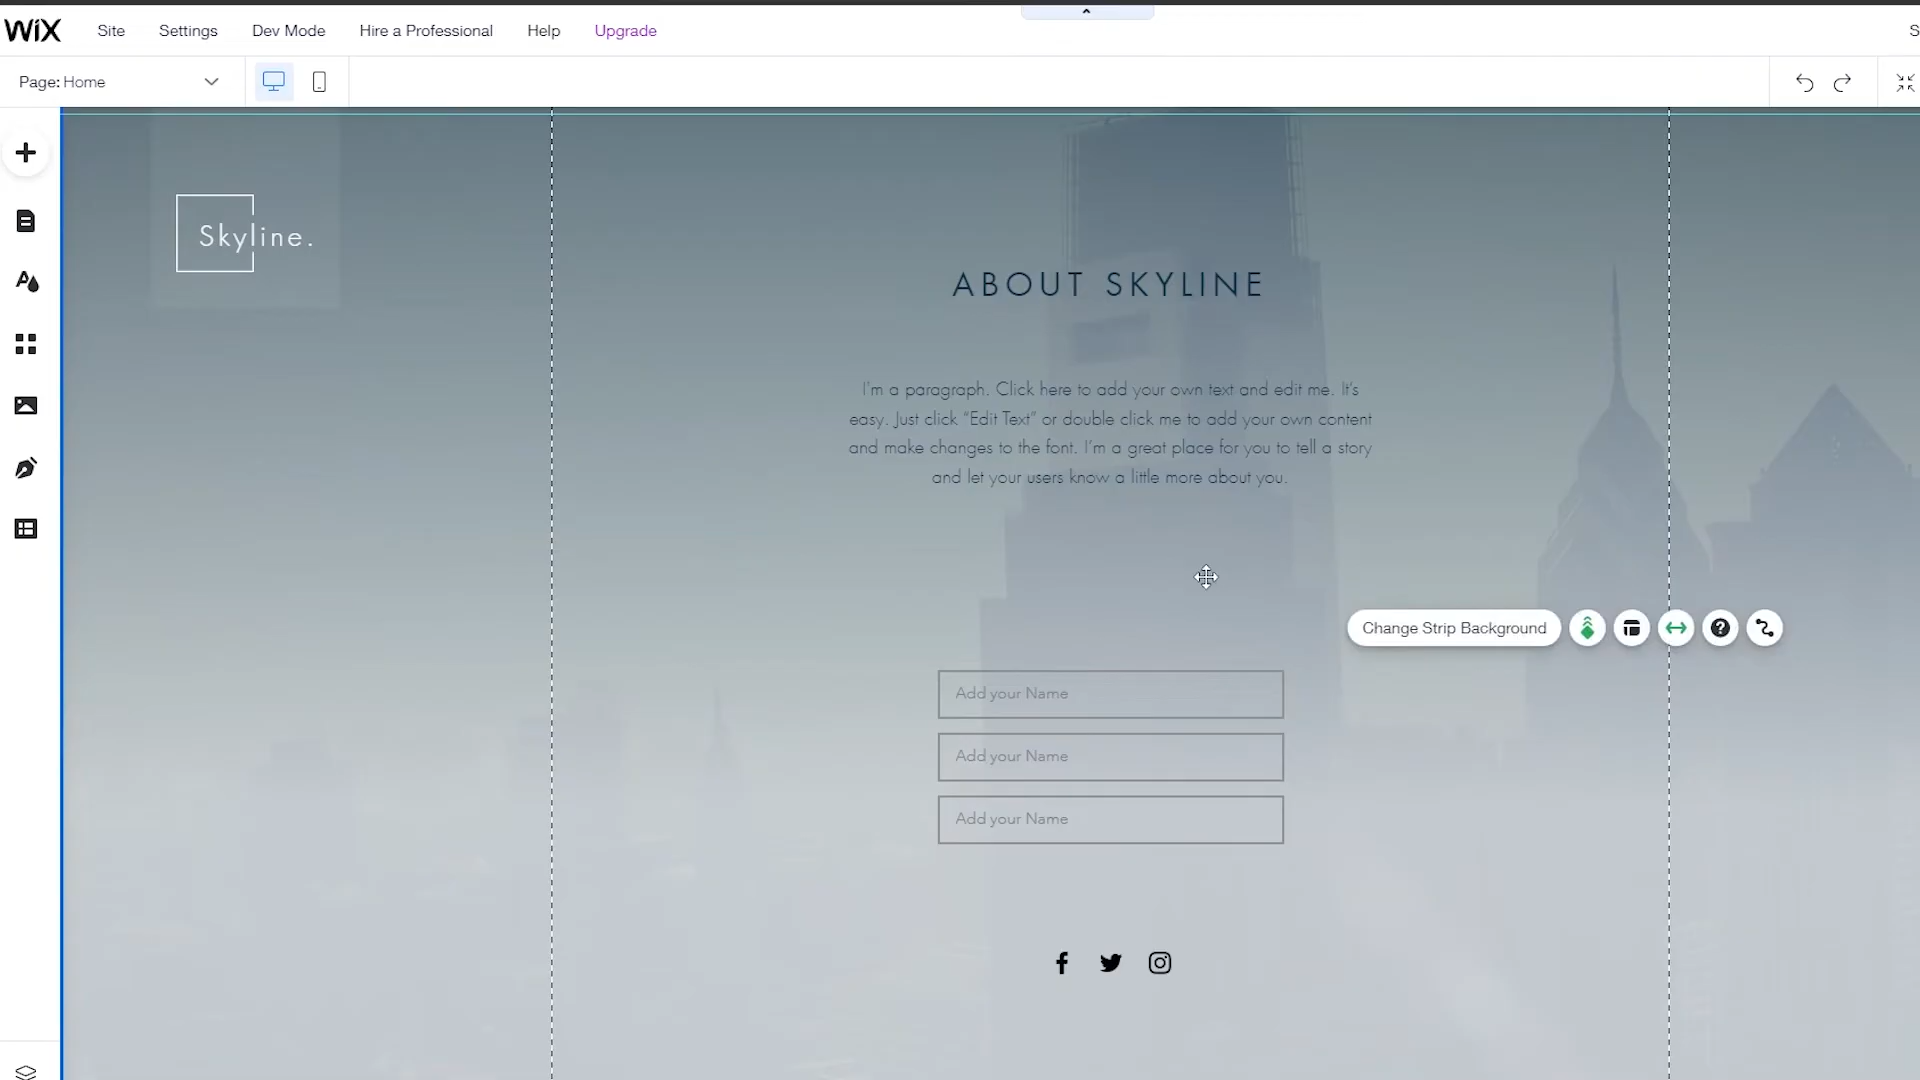 WiX
Site
Settings
Dev Mode
Hire a Professional
Help
Upgrade
S
Page: Home
Skyline.
ABOUT SKYLINE
I'm a paragraph. Click here to add your own text and edit me. It's
easy. Just click “Edit Text” or double click me to add your own content
and make changes to the font. I'm a great place for you to tell a story
and let your users know a little more about you.
Change Strip Background
Add your Name
Add your Name
Add your Name